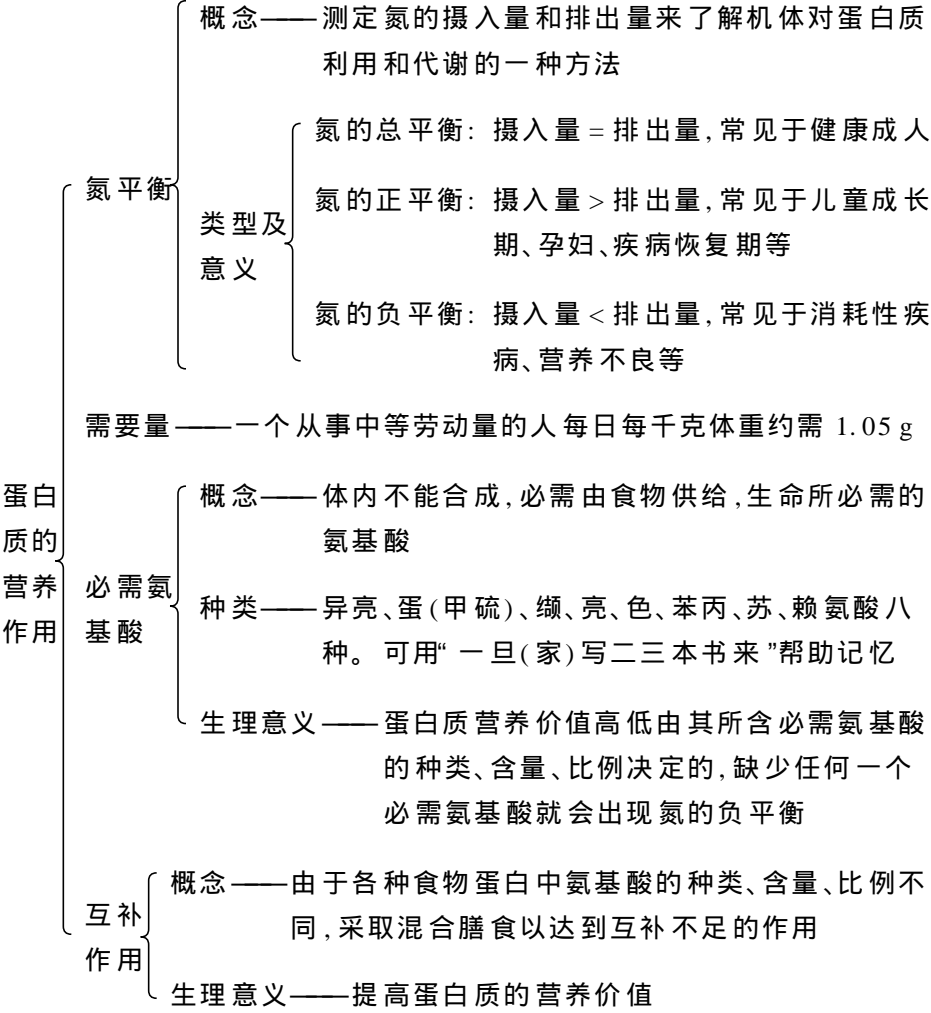 概念——测定氮的摄入量和排出量来了解机体对蛋白质
利用和代谢的一种方法
氮的总平衡: 摄入量=排出量,常见于健康成人
氮平衡
氮的正平衡: 摄入量>排出量,常见于儿童成长
期、孕妇、疾病恢复期等
类型及
意义
氮的负平衡: 摄入量<排出量,常见于消耗性疾
病、营养不良等
需要量——一个从事中等劳动量的人每日每千克体重约需 1.05 g
蛋白
质的
营养
作用
概念——体内不能合成,必需由食物供给,生命所必需的
氨基酸
必需氨
基酸
种类——异亮、蛋(甲硫)、缬、亮、色、苯丙、苏、赖氨酸八
种。可用“一旦(家)写二三本书来”帮助记忆
生理意义——蛋白质营养价值高低由其所含必需氨基酸
的种类、含量、比例决定的,缺少任何一个
必需氨基酸就会出现氮的负平衡
互补
作用
概念——由于各种食物蛋白中氨基酸的种类、含量、比例不
同,采取混合膳食以达到互补不足的作用
生理意义——提高蛋白质的营养价值